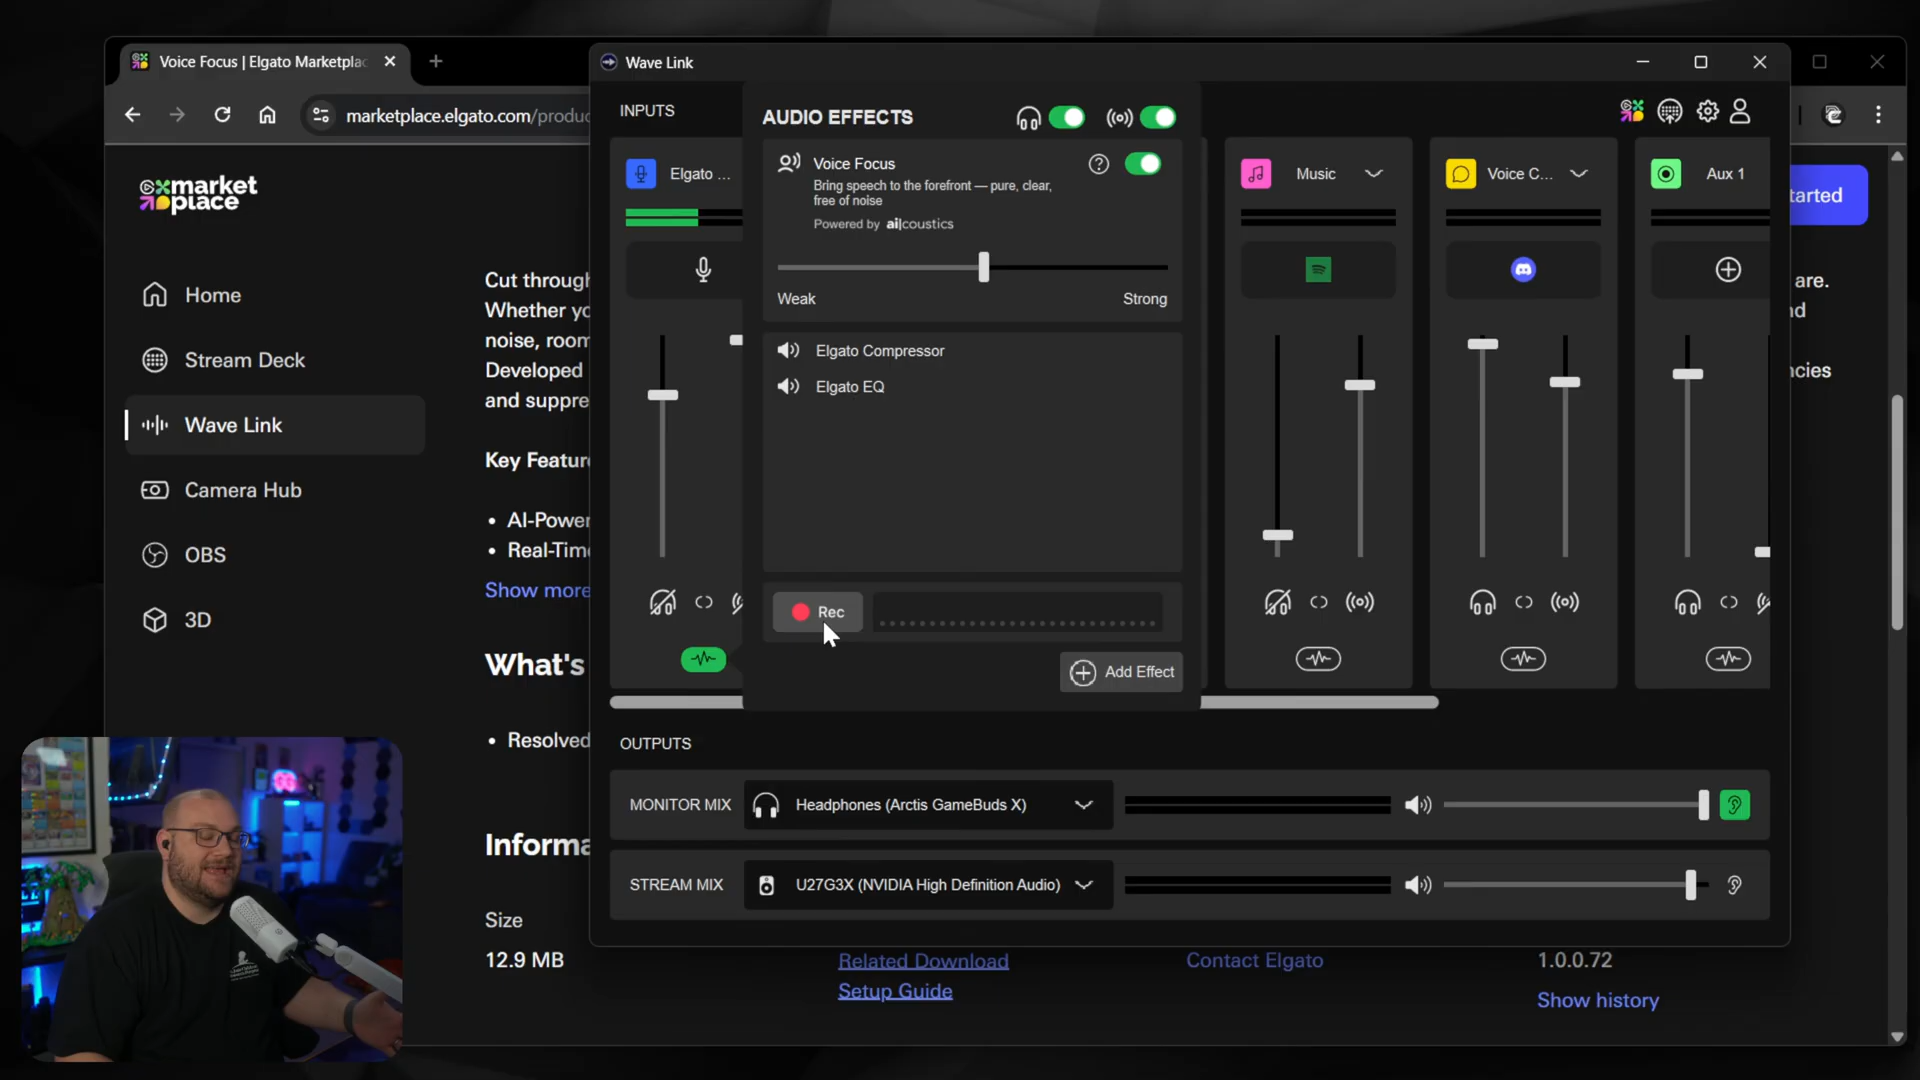 Voice Focus | Elgato Marketpla
Wave Link
marketplace.elgato.com/produc
INPUTS
AUDIO EFFECTS
market
place
Elgato ...
Voice Focus
Bring speech to the forefront — pure, clear,
free of noise
Powered by ai|coustics
Music
Voice C...
Aux 1
tarted
Home
Stream Deck
Wave Link
Camera Hub
OBS
3D
Cut through
Whether yo
noise, room
Developed
and suppre
are.
nd
ncies
Weak
Strong
Elgato Compressor
Elgato EQ
Key Featur
• AI-Power
• Real-Time
Show more
Rec
Add Effect
What's
• Resolved
OUTPUTS
MONITOR MIX
Headphones (Arctis GameBuds X)
STREAM MIX
U27G3X (NVIDIA High Definition Audio)
Informa
Size
12.9 MB
Related Download
Setup Guide
Contact Elgato
1.0.0.72
Show history